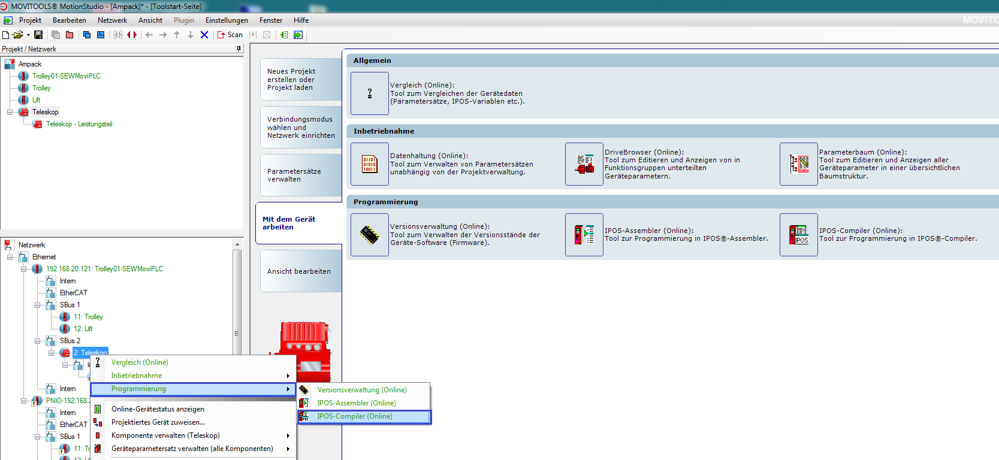 MOVITOOLS® MotionStudio - [Ampack]* - [Toolstart-Seite]
Projekt Bearbeiten Netzwerk Ansicht Plugin Einstellungen Fenster Hilfe
Scan
Projekt / Netzwerk
Ampack
Trolley01-SEWMoviPLC
Trolley
Lift
Teleskop
Teleskop - Leistungsteil
Netzwerk
Ethernet
192.168.20.121: Trolley01-SEWMoviPLC
Intern
EtherCAT
SBus 1
11: Trolley
12: Lift
SBus 2
2: Teleskop
Intern
PNIO-192.168.
Intern
EtherCAT
SBus 1
11: Tr
Vergleich (Online)
Inbetriebnahme
Programmierung
Online-Gerätestatus anzeigen
Projektiertes Gerät zuweisen...
Komponente verwalten (Teleskop)
Geräteparametersatz verwalten (alle Komponenten)
Versionsverwaltung (Online)
IPOS-Assembler (Online)
IPOS-Compiler (Online)
Neues Projekt
erstellen oder
Projekt laden
Verbindungsmodus
wählen und
Netzwerk einrichten
Parametersätze
verwalten
Mit dem Gerät
arbeiten
Ansicht bearbeiten
Allgemein
Vergleich (Online):
Tool zum Vergleichen der Gerätedaten
(Parametersätze, IPOS-Variablen etc.).
Inbetriebnahme
Datenhaltung (Online):
Tool zum Verwalten von Parametersätzen
unabhängig von der Projektverwaltung.
DriveBrowser (Online):
Tool zum Editieren und Anzeigen von in
Funktionsgruppen unterteilten
Geräteparametern.
Parameterbaum (Online):
Tool zum Editieren und Anzeigen aller
Geräteparameter in einer übersichtlichen
Baumstruktur.
Programmierung
Versionsverwaltung (Online):
Tool zum Verwalten der Versionsstände der
Geräte-Software (Firmware).
IPOS-Assembler (Online):
Tool zur Programmierung in IPOS®-Assembler.
IPOS
IPOS-Compiler (Online):
Tool zur Programmierung in IPOS®-Compiler.